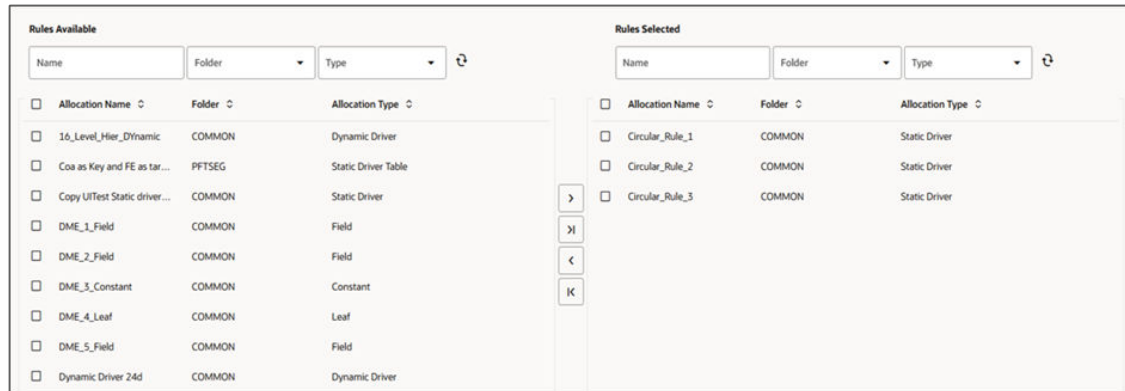 Rules Available
Name Folder Type
Allocation Name Folder Allocation Type
16_Level_Hier_DYnamic COMMON Dynamic Driver
Coa as Key and FE as tar... PFTSEG Static Driver Table
Copy UITest Static driver... COMMON Static Driver
DME_1_Field COMMON Field
DME_2_Field COMMON Field
DME_3_Constant COMMON Constant
DME_4_Leaf COMMON Leaf
DME_5_Field COMMON Field
Dynamic Driver 24d COMMON Dynamic Driver
Rules Selected
Name Folder Type
Allocation Name Folder Allocation Type
Circular_Rule_1 COMMON Static Driver
Circular_Rule_2 COMMON Static Driver
Circular_Rule_3 COMMON Static Driver